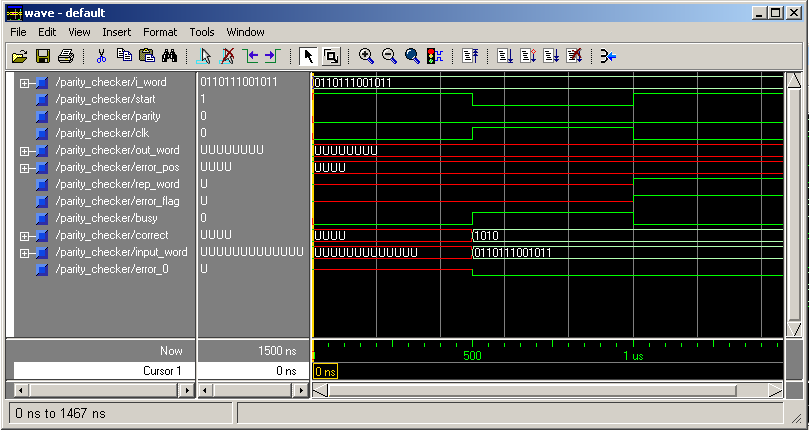 wave - default
File Edit View Insert Format Tools Window
/parity_checker/i_word 0110111001011 0110111001011
/parity_checker/start 1
/parity_checker/parity 0
/parity_checker/clk 0
/parity_checker/out_word UUUUUUUU UUUUUUUU
/parity_checker/error_pos UUUU UUUU
/parity_checker/rep_word U
/parity_checker/error_flag U
/parity_checker/busy 0
/parity_checker/correct UUUU UUUU 1010
/parity_checker/input_word UUUUUUUUUUUUU UUUUUUUUUUUUU 0110111001011
/parity_checker/error_0 U
Now 1500 ns 500 1 us
Cursor 1 0 ns 0 ns
0 ns to 1467 ns